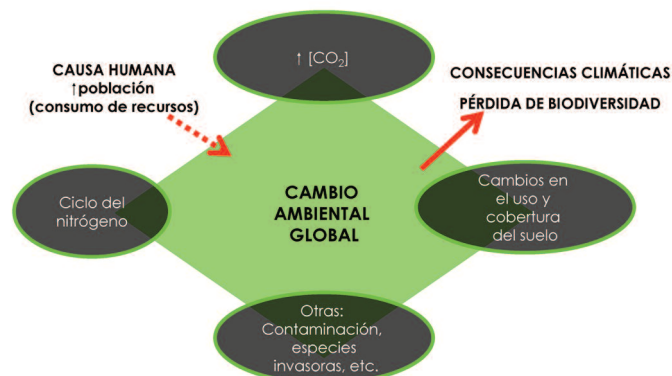 ↑ [CO₂]
CAUSA HUMANA
↑población
(consumo de recursos)
CONSECUENCIAS CLIMÁTICAS
PÉRDIDA DE BIODIVERSIDAD
Ciclo del
nitrógeno
CAMBIO
AMBIENTAL
GLOBAL
Cambios en
el uso y
cobertura
del suelo
Otras:
Contaminación,
especies
invasoras, etc.